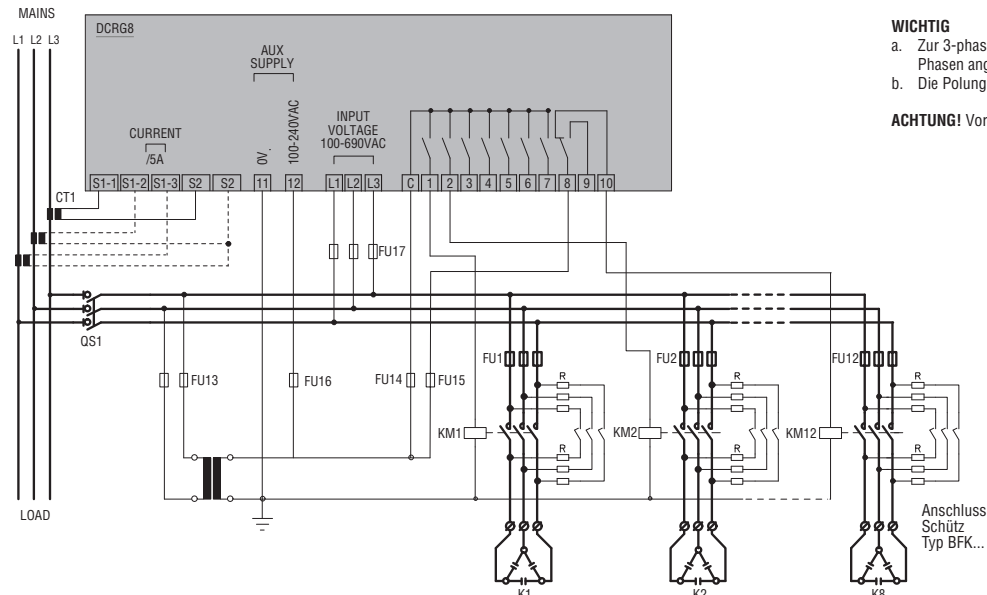 MAINS
L1 L2 L3
DCRG8
AUX
SUPPLY
CURRENT
/5A
0V.
100-240VAC
INPUT
VOLTAGE
100-690VAC
S1-1 S1-2 S1-3 S2 S2 11 12 L1 L2 L3 C 1 2 3 4 5 6 7 8 9 10
CT1
FU17
QS1
FU13
FU16
FU14
FU15
FU1
FU2
FU12
R
R
R
KM1
KM2
KM12
R
R
R
LOAD
K1
K2
K8
WICHTIG
a. Zur 3-phas
Phasen ang
b. Die Polung
ACHTUNG! Vor
Anschluss
Schütz
Typ BFK...